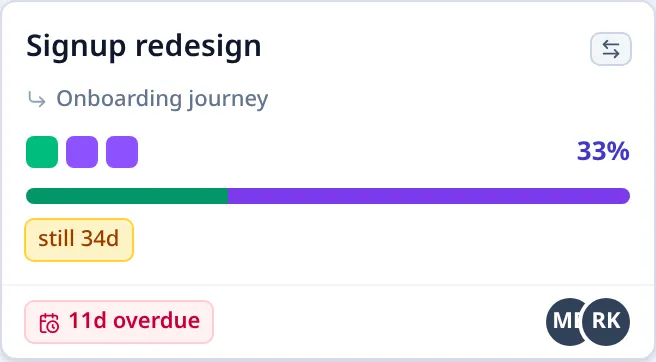 Signup redesign
Onboarding journey
33%
still 34d
11d overdue
RK